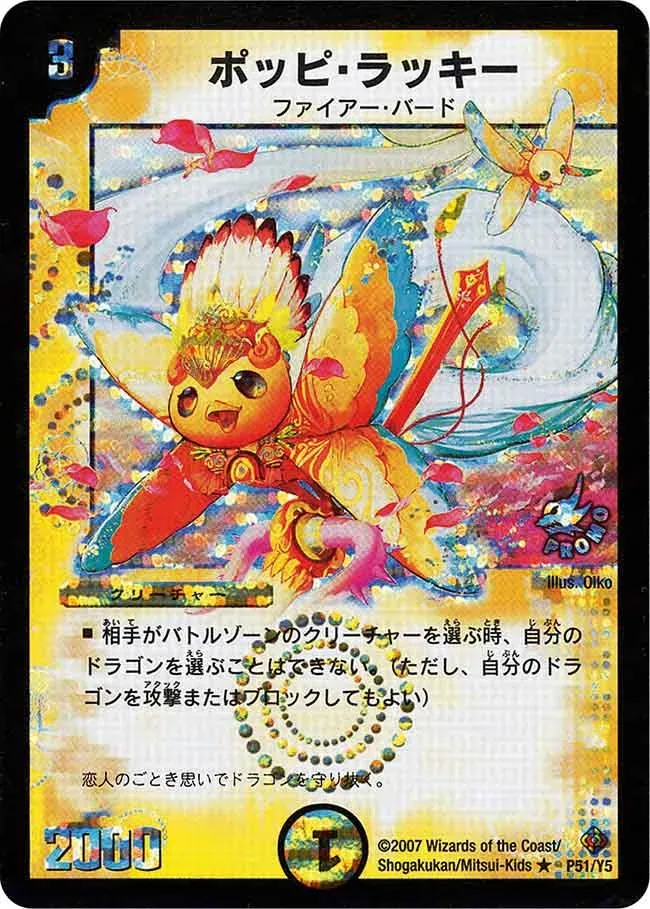 3
ポッピ・ラッキー
ファイアー・バード
PROMO
Illus. Oiko
クリーチャー
■ 相手がバトルゾーンのクリーチャーを選ぶ時、自分の
ドラゴンを選ぶことはできない。(ただし、自分のドラ
ゴンを攻撃またはブロックしてもよい)
恋人のごとき思いでドラゴンを守り抜く。
2000
1
©2007 Wizards of the Coast/
Shogakukan/Mitsui-Kids ★ P51/Y5